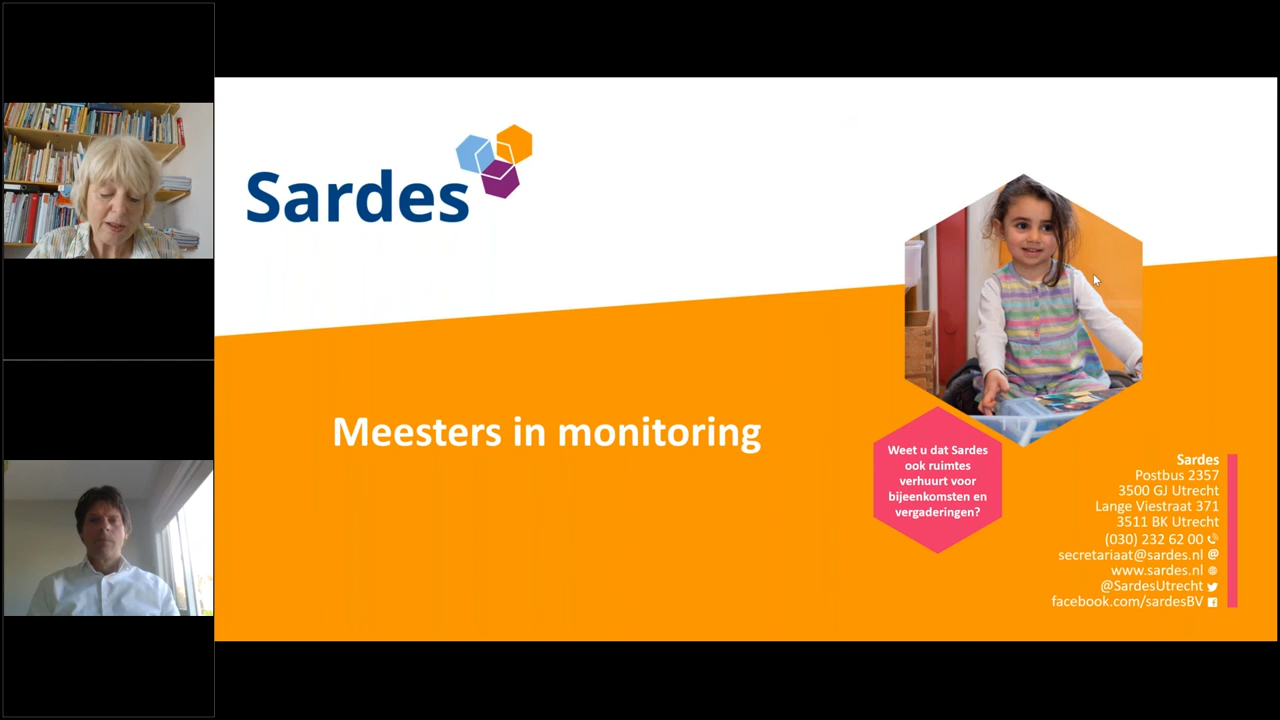 Sardes
Meesters in monitoring
Weet u dat Sardes
ook ruimtes
verhuurt voor
bijeenkomsten en
vergaderingen?
Sardes
Postbus 2357
3500 GJ Utrecht
Lange Viestraat 371
3511 BK Utrecht
(030) 232 62 00
secretariaat@sardes.nl @
www.sardes.nl
@SardesUtrecht
facebook.com/sardesBV